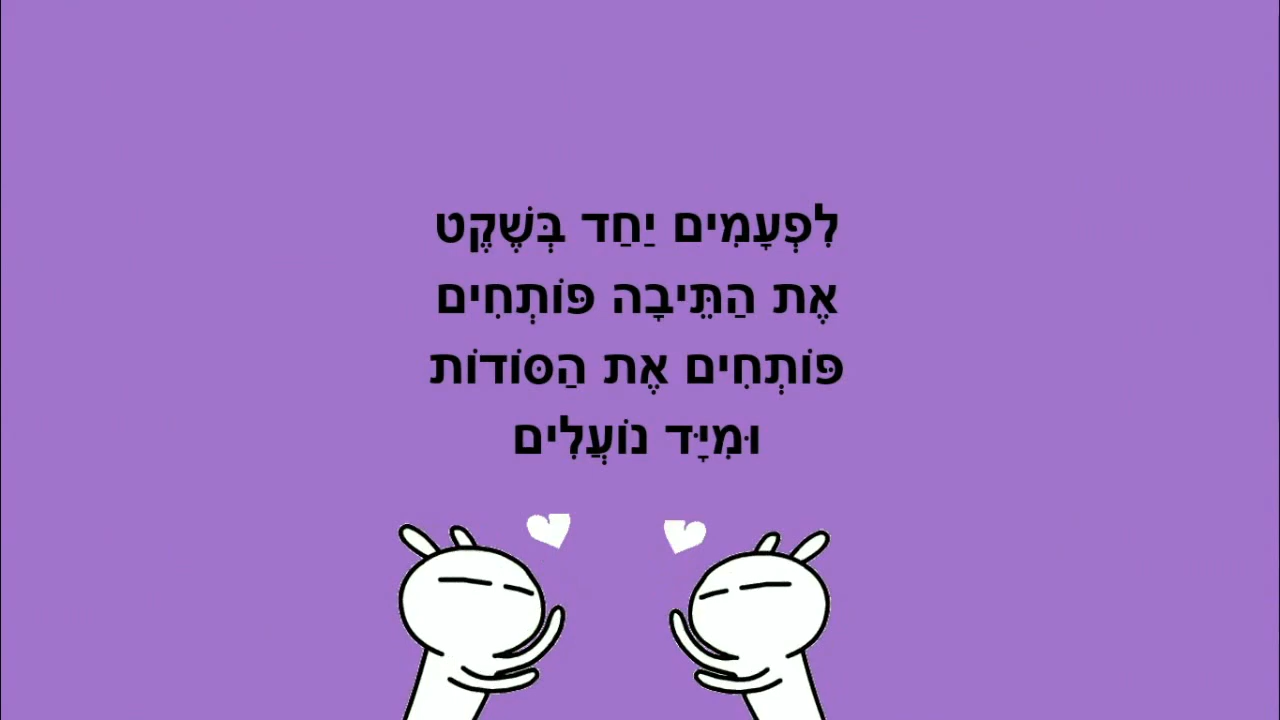 לִפְעָמִים יַחַד בְּשֶׁקֶט
אֶת הַתֵּיבָה פּוֹתְחִים
פּוֹתְחִים אֶת הַסּוֹדוֹת
וּמִיָּד נוֹעֲלִים